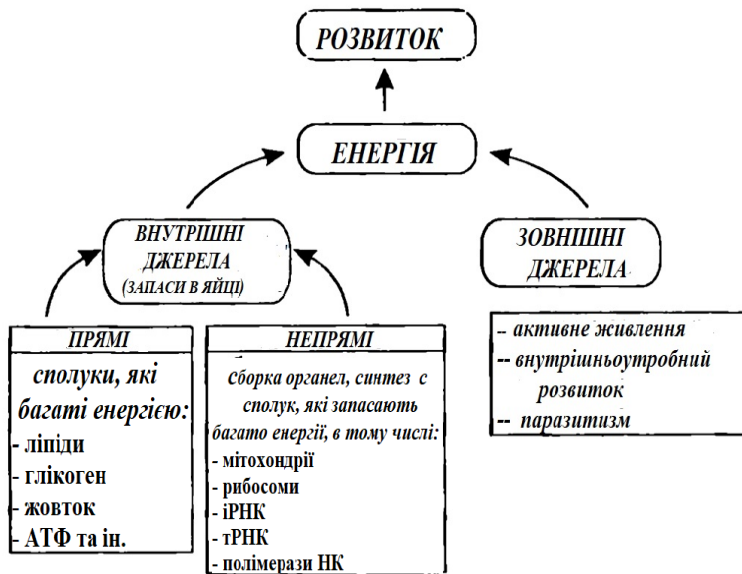 РОЗВИТОК
ЕНЕРГІЯ
ВНУТРІШНІ
ДЖЕРЕЛА
(ЗАПАСИ В ЯЙЦІ)
ЗОВНІШНІ
ДЖЕРЕЛА
ПРЯМІ
сполуки, які
багаті енергією:
- ліпіди
- глікоген
- жовток
- АТФ та ін.
НЕПРЯМІ
Сборка органел, синтез с
сполук, які запасають
багато енергії, в тому числі:
- мітохондрії
- рибосоми
- іРНК
- тРНК
- полімерази НК
-- активне живлення
-- внутрішньоутробний
розвиток
-- паразитизм